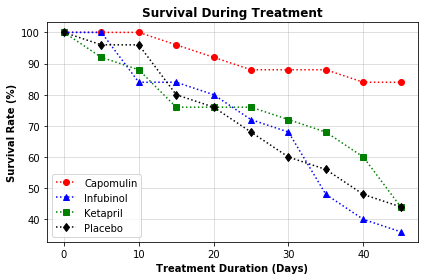 Survival During Treatment
100
90
80
70
60
50
40
Survival Rate (%)
Capomulin
Infubinol
Ketapril
Placebo
0
10
20
30
40
Treatment Duration (Days)